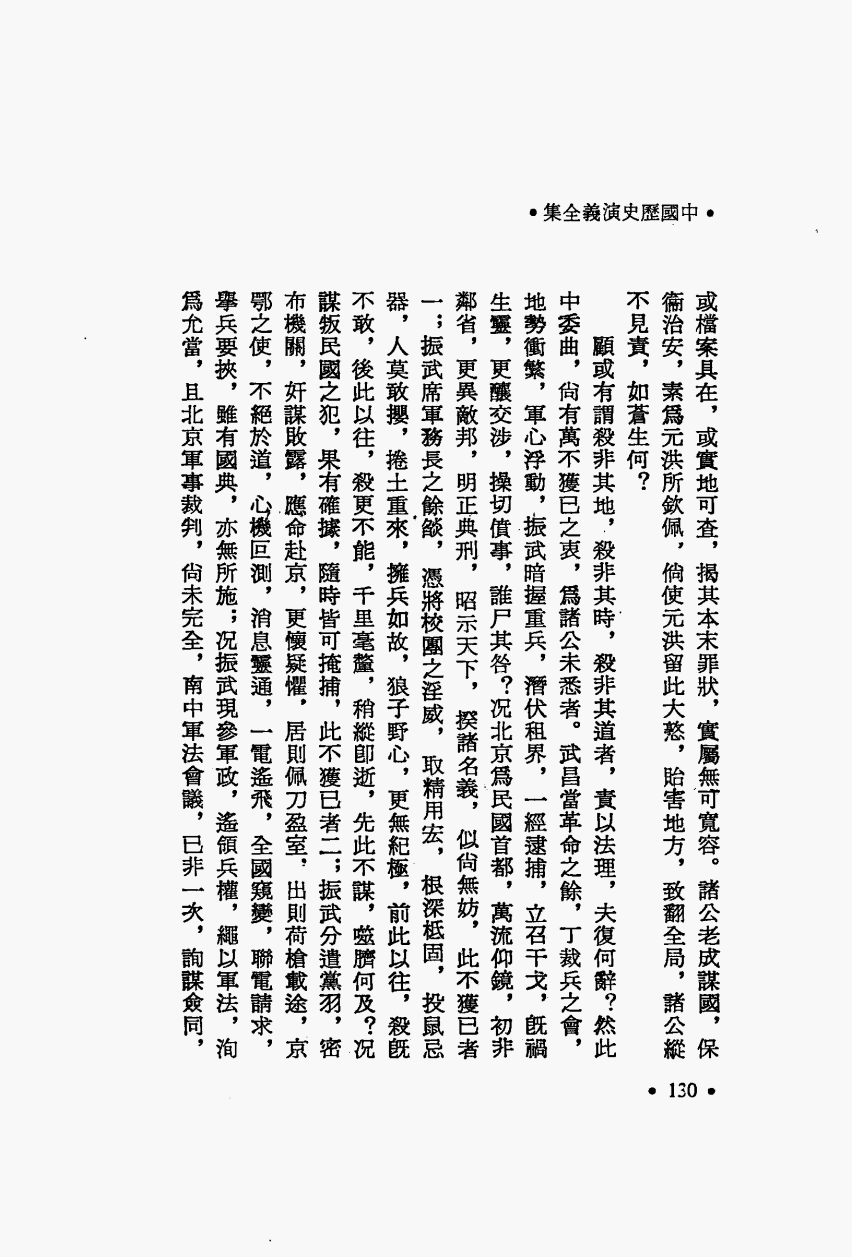 •中國歷史演義全集•
或檔案具在，或實地可查，揭其本末罪狀，實屬無可寬容。諸公老成謀國，保
衞治安，素爲元洪所欽佩，倘使元洪留此大憝，貽害地方，致翻全局，諸公縱
不見責，如蒼生何？
顧或有謂殺非其地，殺非其時，殺非其道者，責以法理，夫復何辭？然此
中委曲，尙有萬不獲已之衷，爲諸公未悉者。武昌當革命之餘，丁裁兵之會，
地勢衝繁，軍心浮動，振武暗握重兵，潛伏租界，一經逮捕，立召干戈，旣禍
生靈，更釀交涉，操切僨事，誰尸其咎？况北京爲民國首都，萬流仰鏡，初非
鄰省，更異敵邦，明正典刑，昭示天下，揆諸名義，似尙無妨，此不獲已者
一；振武席軍務長之餘燄，憑將校團之淫威，取精用宏，根深柢固，投鼠忌
器，人莫敢攖，捲土重來，擁兵如故，狼子野心，更無紀極，前此以往，殺旣
不敢，後此以往，殺更不能，千里毫釐，稍縱卽逝，先此不謀，噬臍何及？况
謀叛民國之犯，果有確據，隨時皆可掩捕，此不獲已者二；振武分遣黨羽，密
布機關，奸謀敗露，應命赴京，更懷疑懼，居則佩刀盈室，出則荷槍載途，京
鄂之使，不絕於道，心機叵測，消息靈通，一電遙飛，全國窺變，聯電請求，
擧兵要挾，雖有國典，亦無所施；况振武現參軍政，遙領兵權，繩以軍法，洵
爲允當，且北京軍事裁判，尙未完全，南中軍法會議，已非一次，詢謀僉同，
•130•